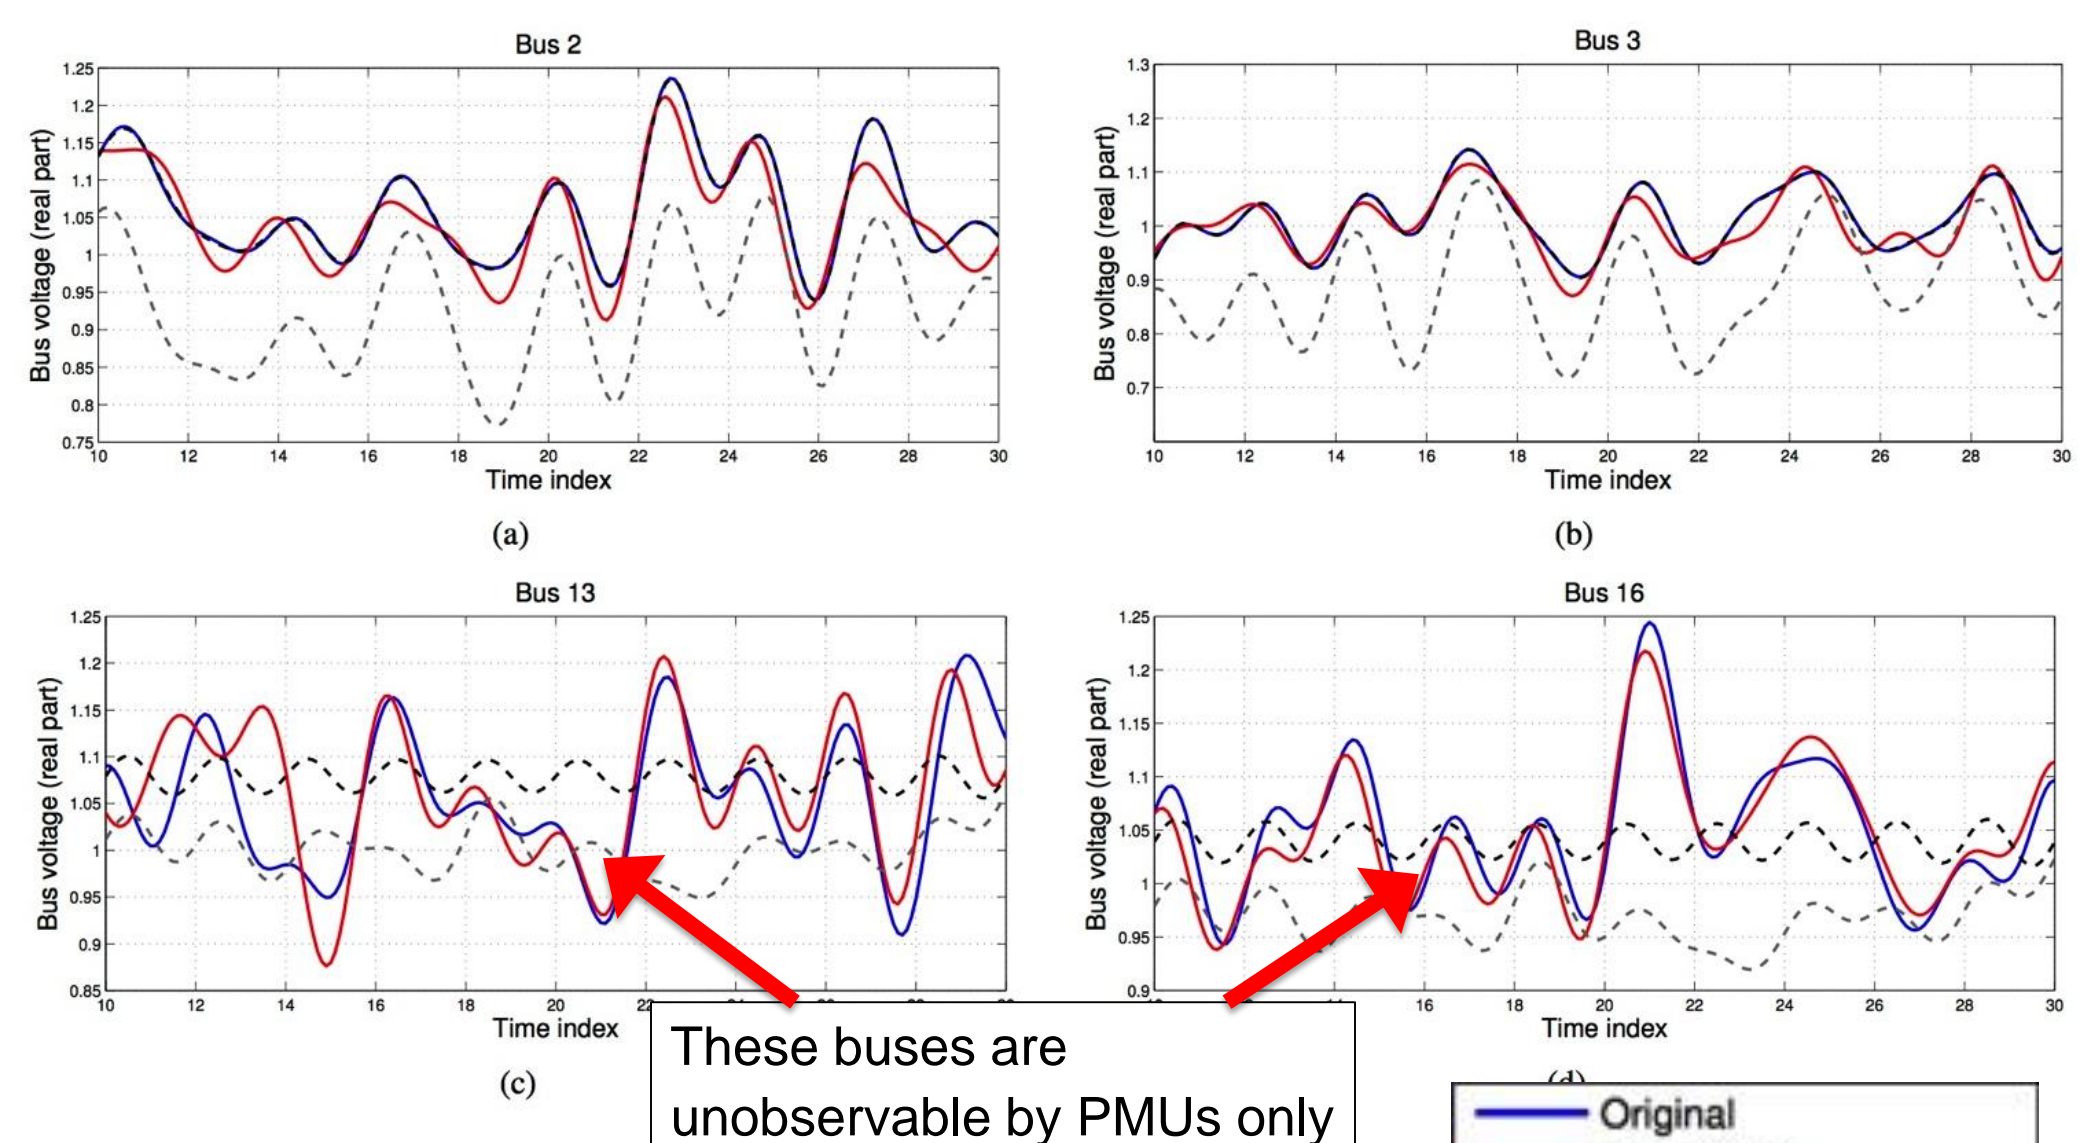 Bus 2
1.25
1.2
1.15
1.1
1.05
1
0.95
0.9
0.85
0.8
0.75
Bus voltage (real part)
10 12 14 16 18 20 22 24 26 28 30
Time index
(a)
Bus 3
1.3
1.2
1.1
1
0.9
0.8
0.7
Bus voltage (real part)
10 12 14 16 18 20 22 24 26 28 30
Time index
(b)
Bus 13
1.25
1.2
1.15
1.1
1.05
1
0.95
0.9
0.85
Bus voltage (real part)
10 12 14 16 18 20
Time index
(c)
Bus 16
1.25
1.2
1.15
1.1
1.05
1
0.95
0.9
Bus voltage (real part)
16 18 20 22 24 26 28 30
Time index
(d)
These buses are
unobservable by PMUs only
Original